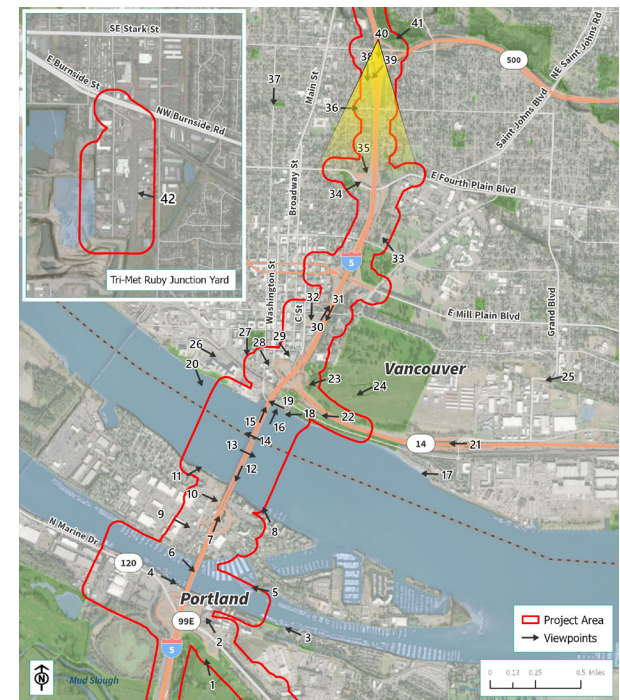 SE Stark St
E Burnside St
NW Burnside Rd
42
Tri-Met Ruby Junction Yard
40
41
38
39
37
36
35
34
33
Main St
Broadway St
500
NE Saint Johns Rd
Saint Johns Blvd
E Fourth Plain Blvd
5
Washington St
C St
32
31
30
E Mill Plain Blvd
Grand Blvd
27
28
29
26
20
Vancouver
23
24
25
19
18
22
15
16
14
14
21
13
12
17
11
10
9
8
7
N Marine Dr
120
6
4
5
Portland
99E
3
2
5
1
Mud Slough
N
Project Area
Viewpoints
0 0.13 0.25 0.5 Miles